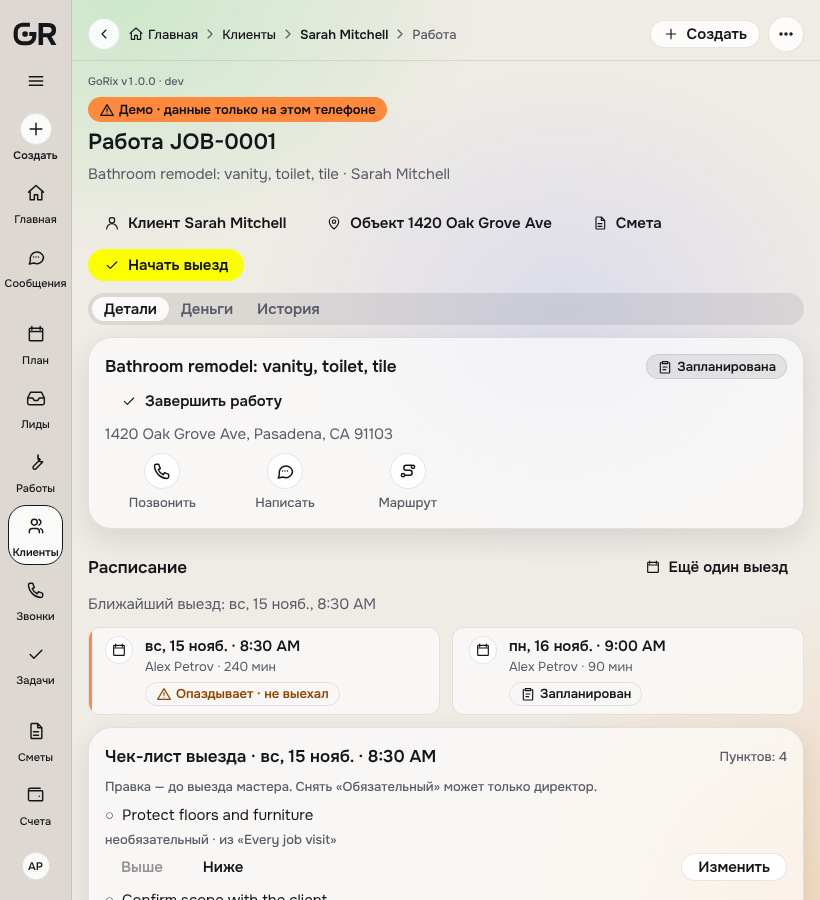 GR
Главная
Клиенты
Sarah Mitchell
Работа
Создать
Создать
Главная
Сообщения
План
Лиды
Работы
Клиенты
Звонки
Задачи
Сметы
Счета
AP
GoRix v1.0.0 · dev
Демо · данные только на этом телефоне
Работа JOB-0001
Bathroom remodel: vanity, toilet, tile · Sarah Mitchell
Клиент Sarah Mitchell
Объект 1420 Oak Grove Ave
Смета
Начать выезд
Детали
Деньги
История
Bathroom remodel: vanity, toilet, tile
Запланирована
Завершить работу
1420 Oak Grove Ave, Pasadena, CA 91103
Позвонить
Написать
Маршрут
Расписание
Ещё один выезд
Ближайший выезд: вс, 15 нояб., 8:30 AM
вс, 15 нояб. · 8:30 AM
Alex Petrov · 240 мин
Опаздывает · не выехал
пн, 16 нояб. · 9:00 AM
Alex Petrov · 90 мин
Запланирован
Чек-лист выезда · вс, 15 нояб. · 8:30 AM
Пунктов: 4
Правка — до выезда мастера. Снять «Обязательный» может только директор.
Protect floors and furniture
необязательный · из «Every job visit»
Выше
Ниже
Изменить
Confirm scope with the client